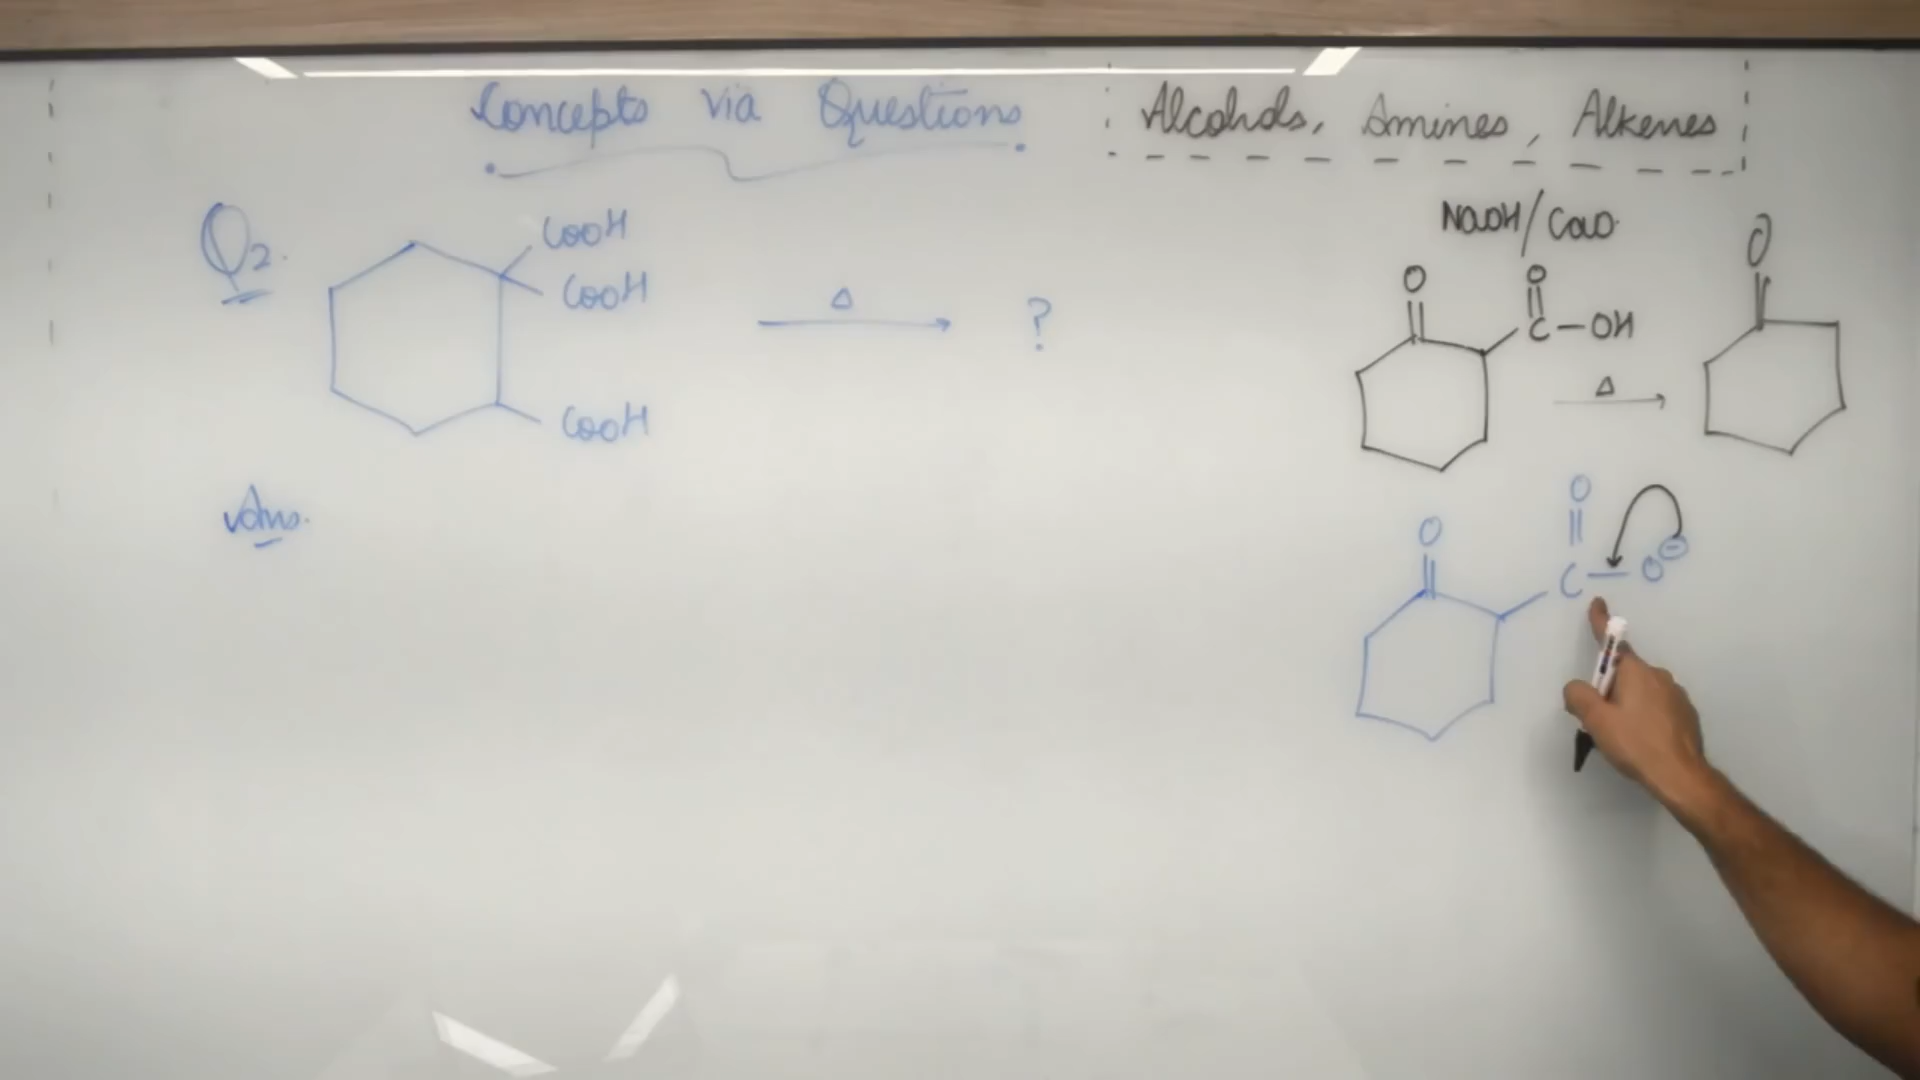 Concepts via Questions
Alcohols, Amines, Alkenes
Q2.
COOH
COOH
COOH
Δ
?
NaOH/CaO
O
O
C-OH
Δ
O
Ans.
O
O
C-O⊖